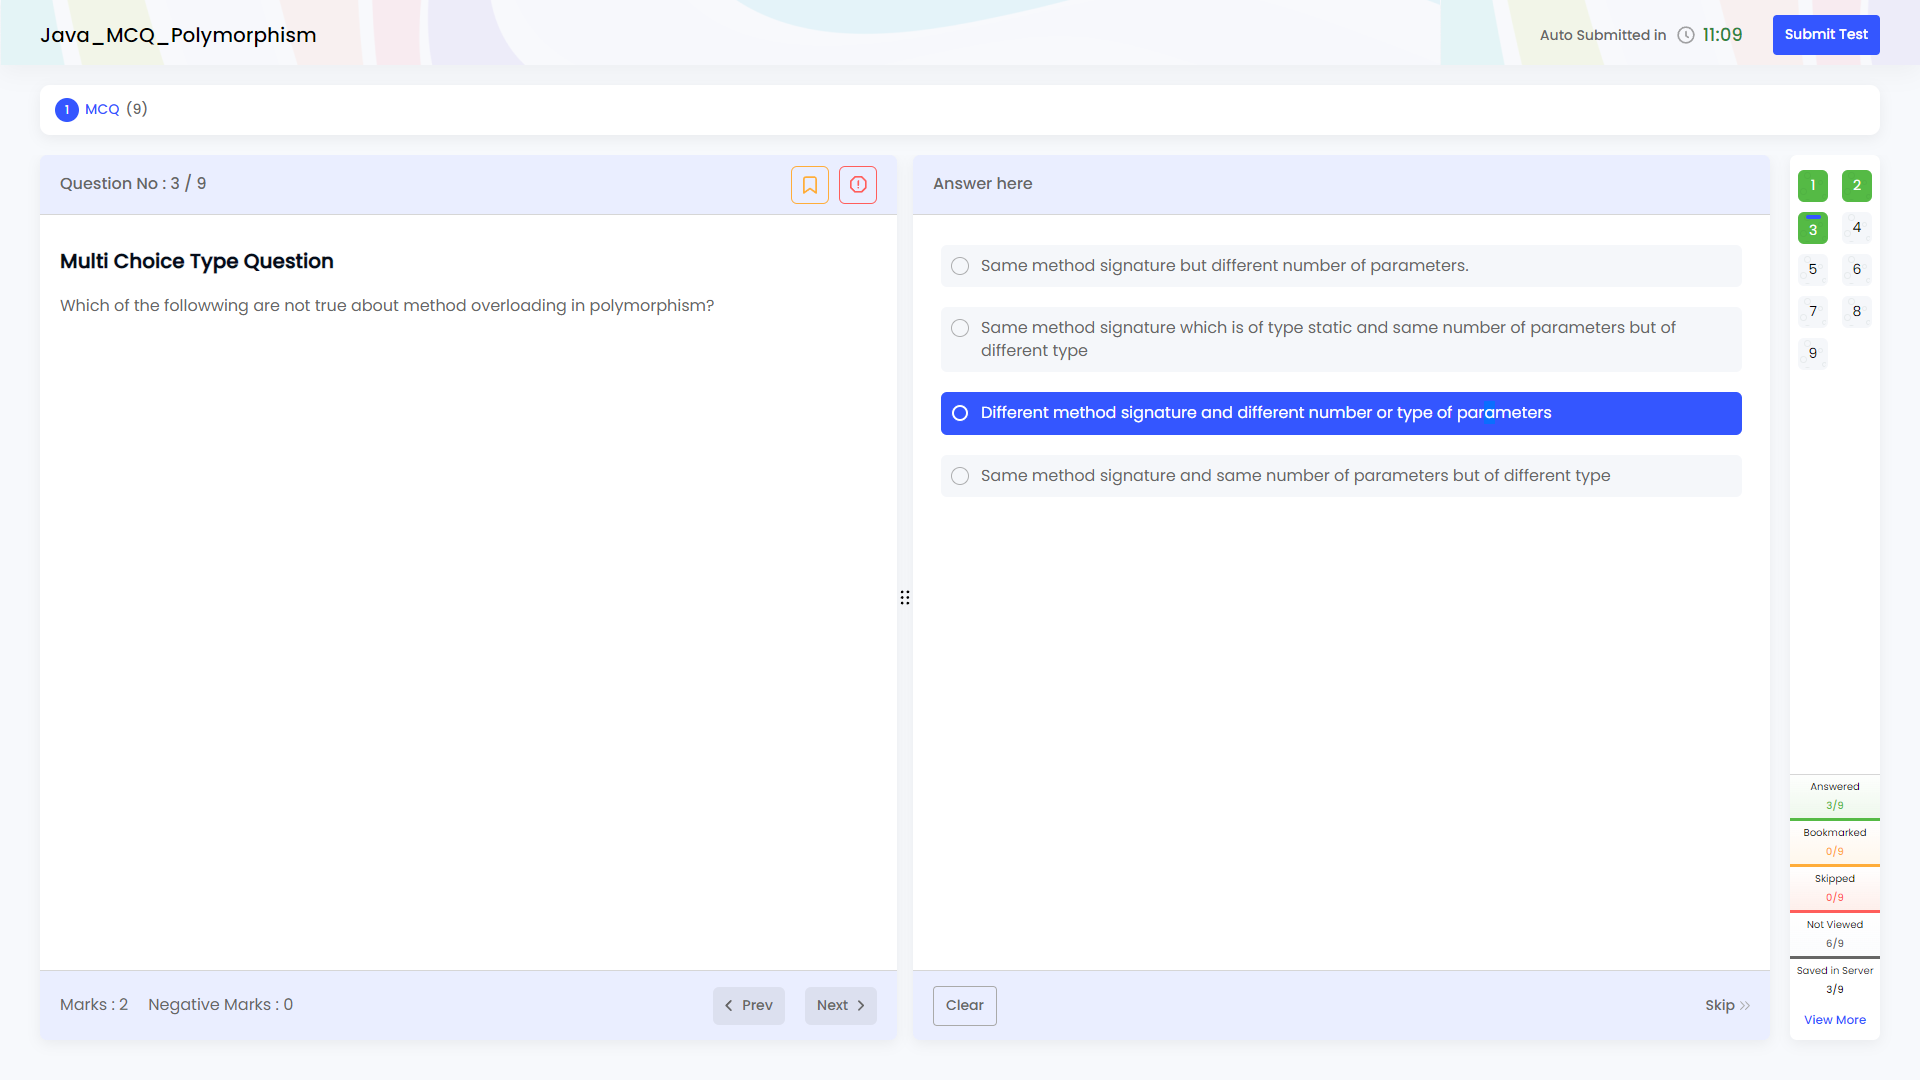 Java_MCQ_Polymorphism
Auto Submitted in 11:09
Submit Test
1 MCQ (9)
Question No : 3 / 9
Multi Choice Type Question
Which of the followwing are not true about method overloading in polymorphism?
Marks : 2 Negative Marks : 0
Prev
Next
Answer here
Same method signature but different number of parameters.
Same method signature which is of type static and same number of parameters but of
different type
Different method signature and different number or type of parameters
Same method signature and same number of parameters but of different type
Clear
Skip
1 2
3 4
5 6
7 8
9
Answered
3/9
Bookmarked
0/9
Skipped
0/9
Not Viewed
6/9
Saved in Server
3/9
View More